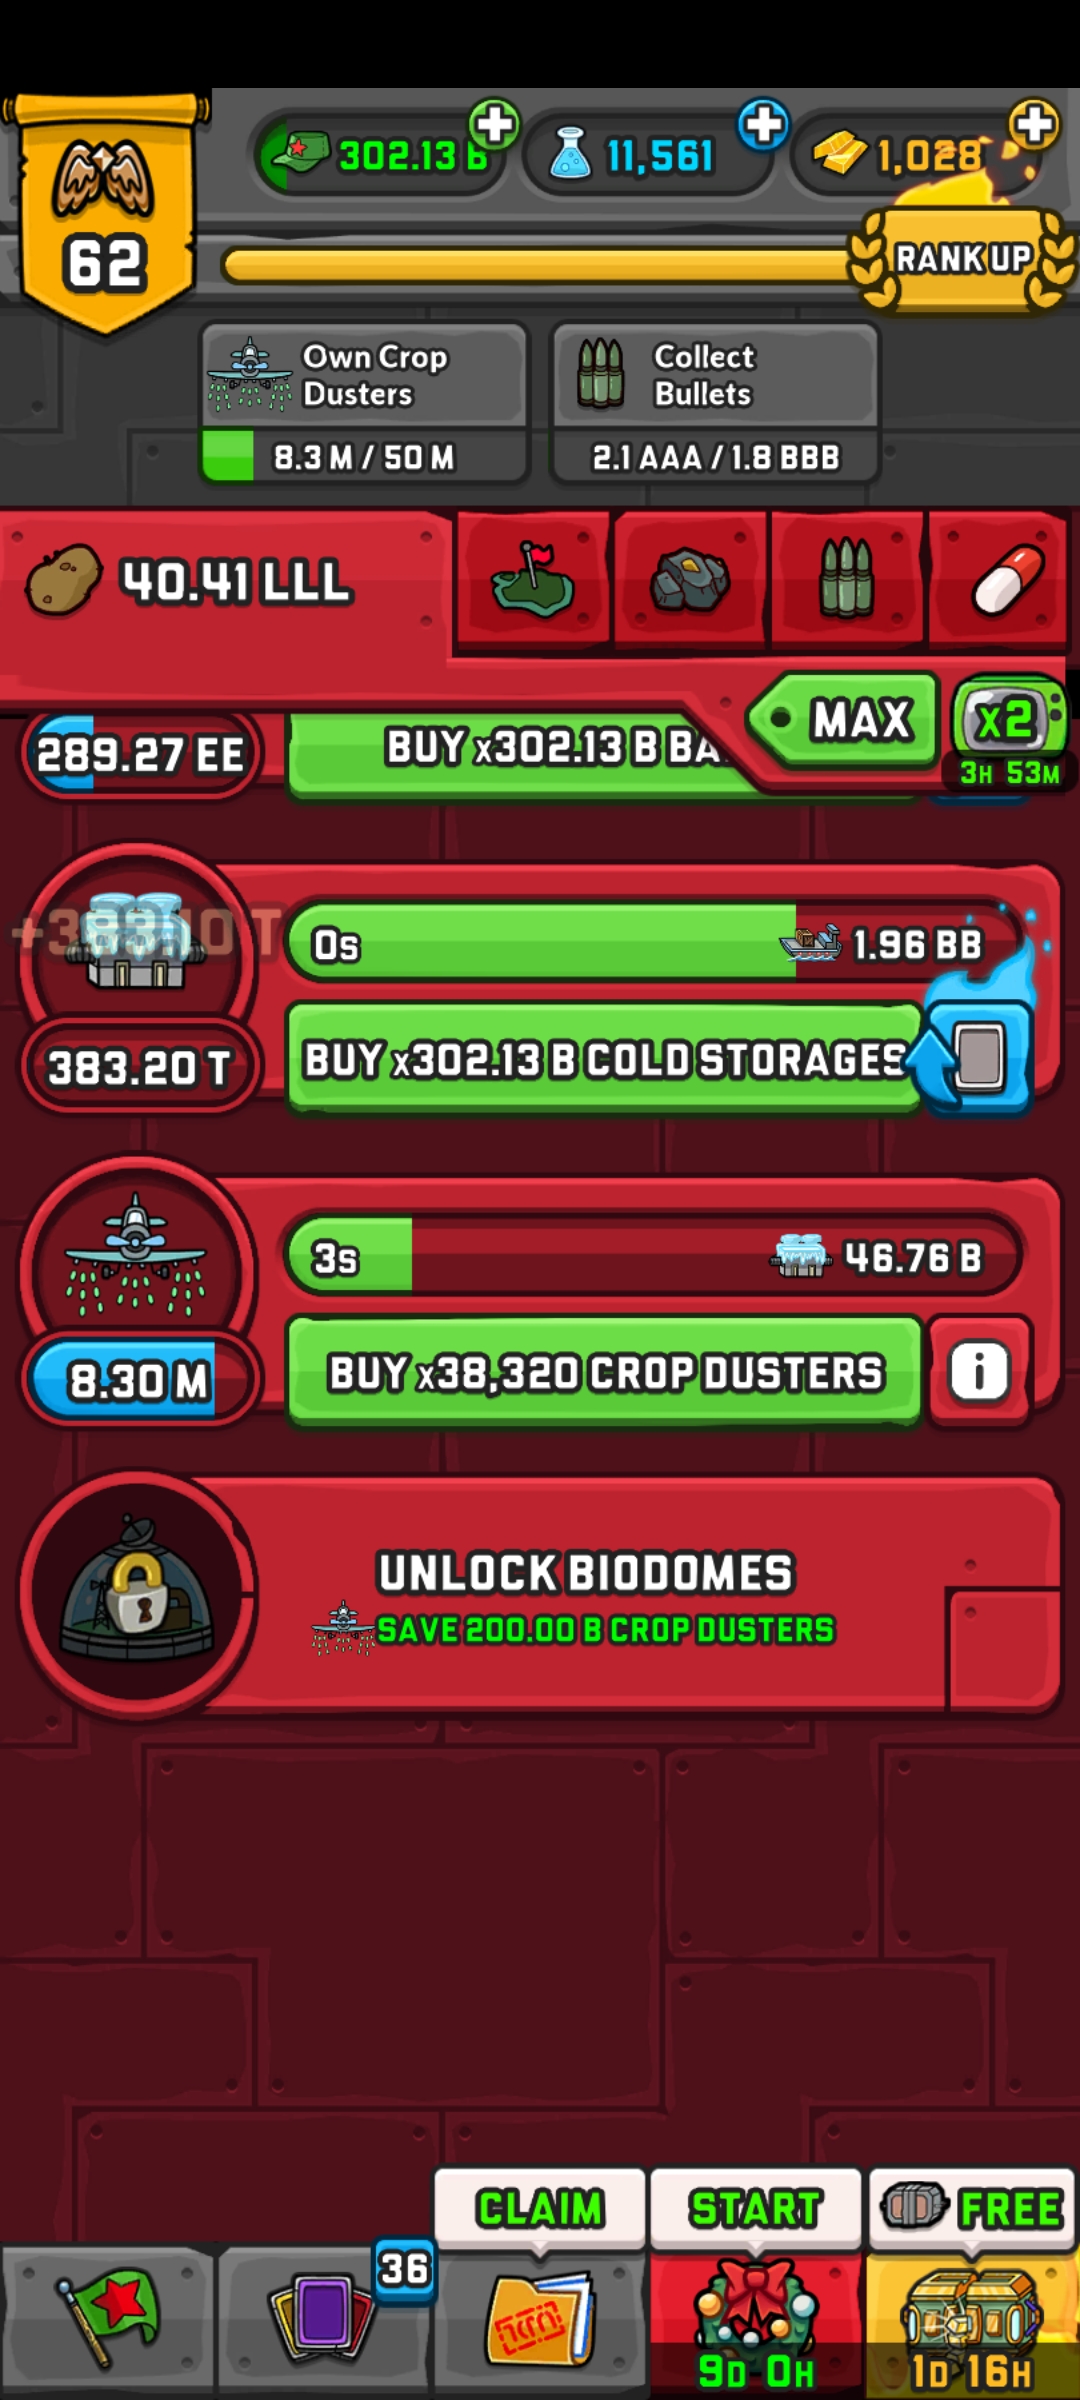 302.13 B
11,561
1,028
62
RANK UP
Own Crop
Dusters
8.3 M / 50 M
Collect
Bullets
2.1 AAA / 1.8 BBB
40.41 LLL
MAX
x2
3H 53M
289.27 EE
BUY x302.13 B BA
0s
1.96 BB
383.20 T
BUY x302.13 B COLD STORAGES
3s
46.76 B
8.30 M
BUY x38,320 CROP DUSTERS
i
UNLOCK BIODOMES
SAVE 200.00 B CROP DUSTERS
CLAIM
START
FREE
36
9D 0H
1D 16H